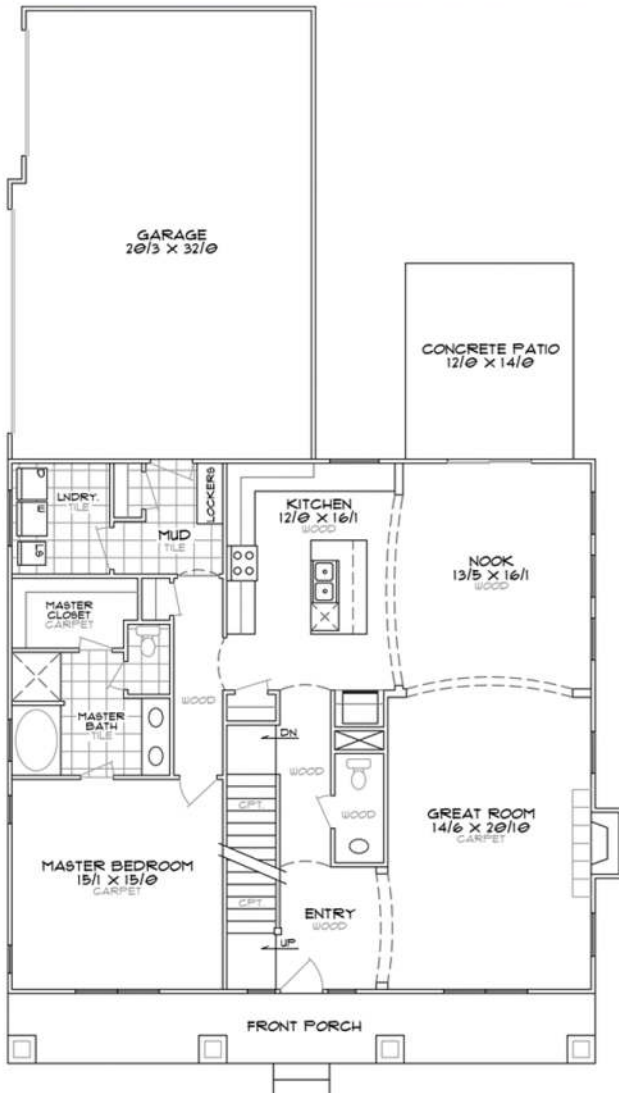 GARAGE
20/3 X 32/0
CONCRETE PATIO
12/0 X 14/0
LNDRY.
TILE
D
W
LOCKERS
MUD
TILE
KITCHEN
12/0 X 16/1
WOOD
NOOK
13/5 X 16/1
WOOD
MASTER
CLOSET
CARPET
MASTER
BATH
TILE
WOOD
DN
WOOD
CPT
WOOD
GREAT ROOM
14/6 X 20/10
CARPET
MASTER BEDROOM
15/1 X 15/0
CARPET
CPT
ENTRY
WOOD
UP
FRONT PORCH